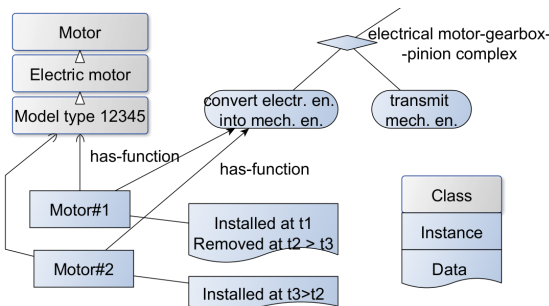 Motor
Electric motor
Model type 12345
electrical motor-gearbox-
-pinion complex
convert electr. en.
into mech. en.
transmit
mech. en.
has-function
has-function
Motor#1
Installed at t1
Removed at t2 > t3
Motor#2
Installed at t3>t2
Class
Instance
Data